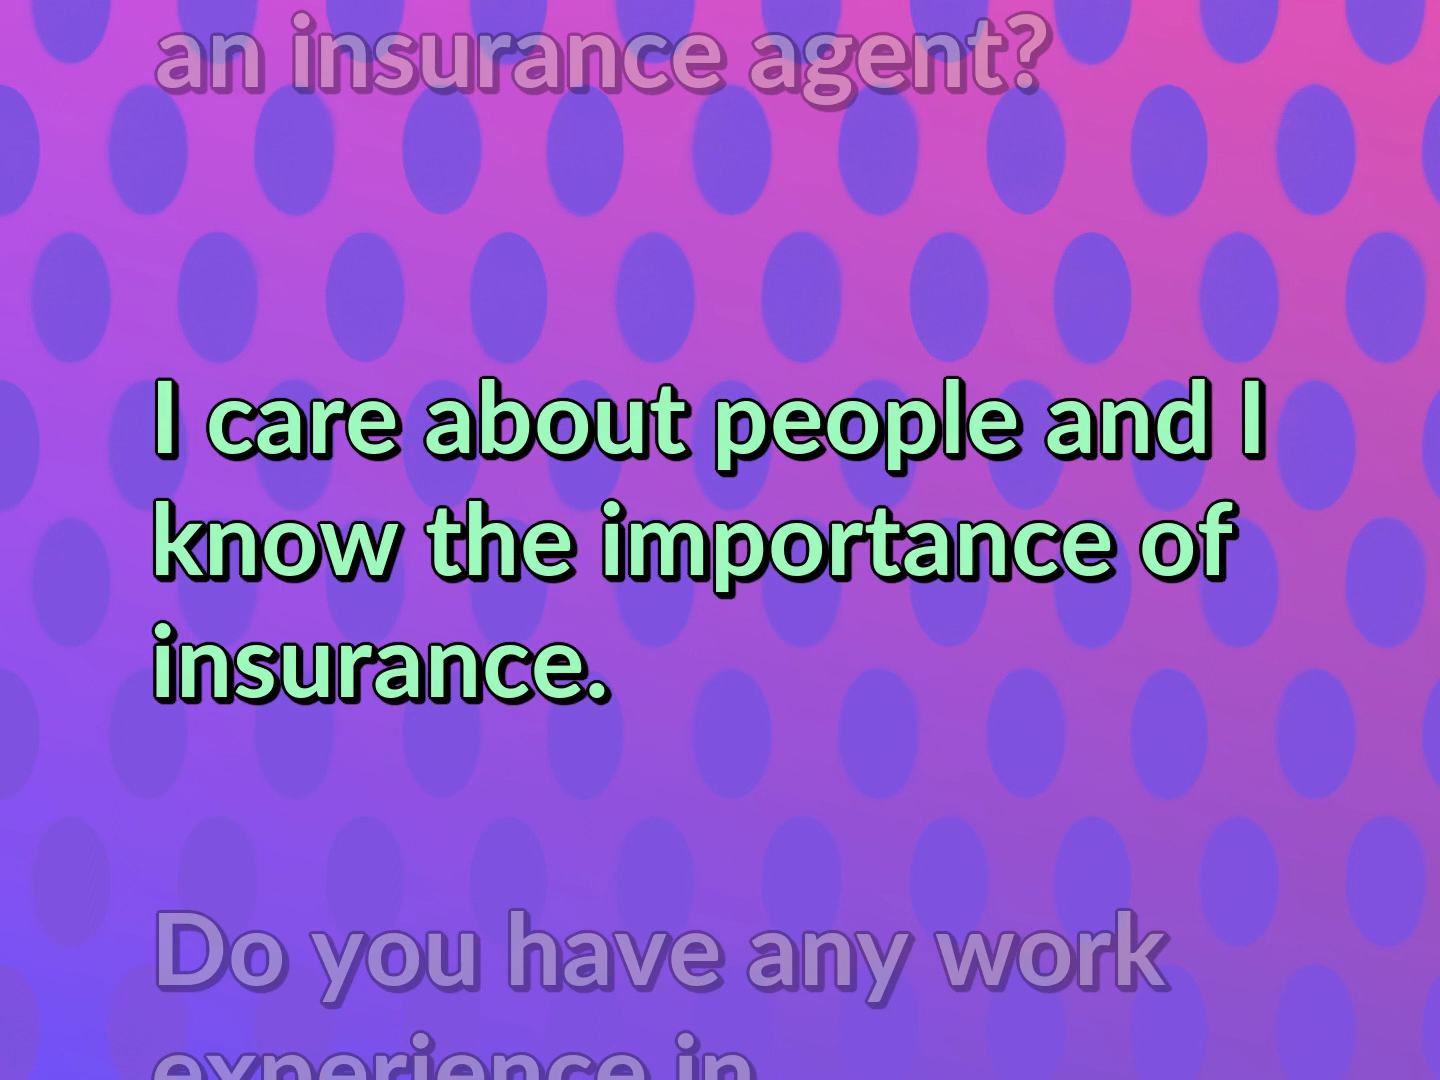 an insurance agent?
I care about people and I
know the importance of
insurance.
Do you have any work
experience in